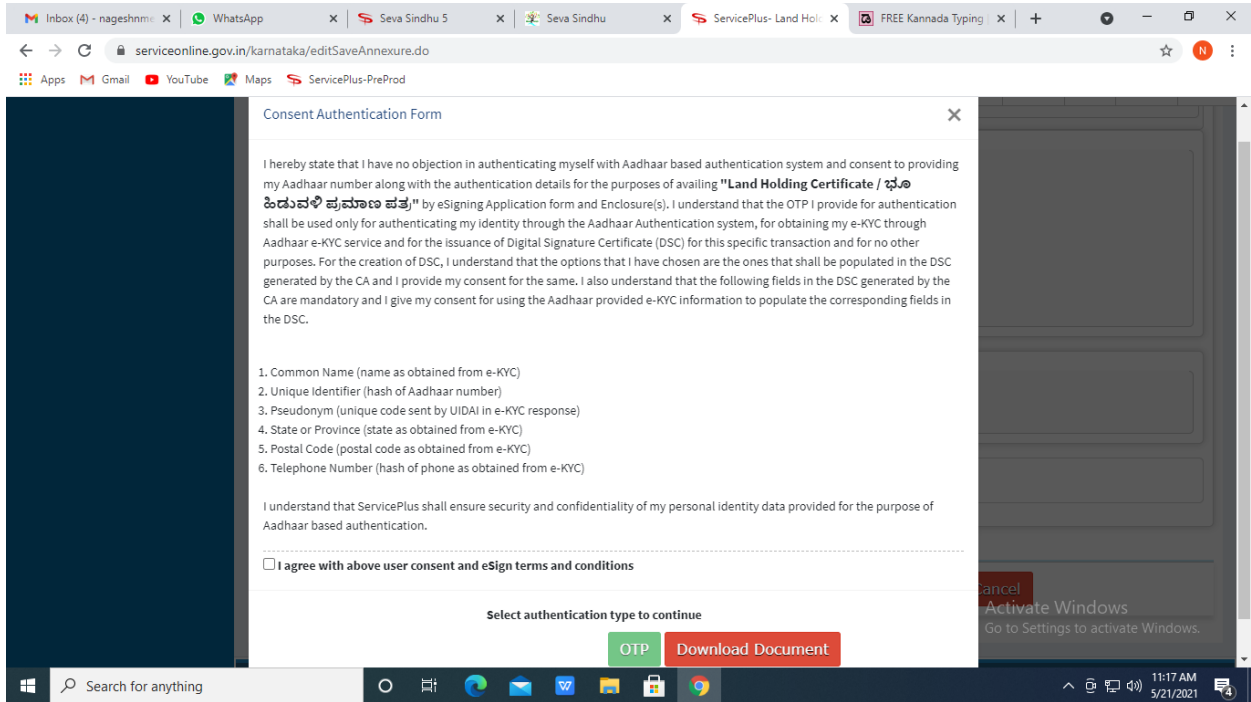 Inbox (4) - nageshnme
WhatsApp
Seva Sindhu 5
Seva Sindhu
ServicePlus- Land Hol
FREE Kannada Typing
serviceonline.gov.in/karnataka/editSaveAnnexure.do
N
Apps
Gmail
YouTube
Maps
ServicePlus-PreProd
Consent Authentication Form
I hereby state that I have no objection in authenticating myself with Aadhaar based authentication system and consent to providing
my Aadhaar number along with the authentication details for the purposes of availing "Land Holding Certificate / ಭೂ
ಹಿಡುವಳಿ ಪ್ರಮಾಣ ಪತ್ರ" by eSigning Application form and Enclosure(s). I understand that the OTP I provide for authentication
shall be used only for authenticating my identity through the Aadhaar Authentication system, for obtaining my e-KYC through
Aadhaar e-KYC service and for the issuance of Digital Signature Certificate (DSC) for this specific transaction and for no other
purposes. For the creation of DSC, I understand that the options that I have chosen are the ones that shall be populated in the DSC
generated by the CA and I provide my consent for the same. I also understand that the following fields in the DSC generated by the
CA are mandatory and I give my consent for using the Aadhaar provided e-KYC information to populate the corresponding fields in
the DSC.
1. Common Name (name as obtained from e-KYC)
2. Unique Identifier (hash of Aadhaar number)
3. Pseudonym (unique code sent by UIDAI in e-KYC response)
4. State or Province (state as obtained from e-KYC)
5. Postal Code (postal code as obtained from e-KYC)
6. Telephone Number (hash of phone as obtained from e-KYC)
I understand that ServicePlus shall ensure security and confidentiality of my personal identity data provided for the purpose of
Aadhaar based authentication.
I agree with above user consent and eSign terms and conditions
Cancel
Activate Windows
Go to Settings to activate Windows.
Select authentication type to continue
OTP
Download Document
Search for anything
11:17 AM
5/21/2021
4